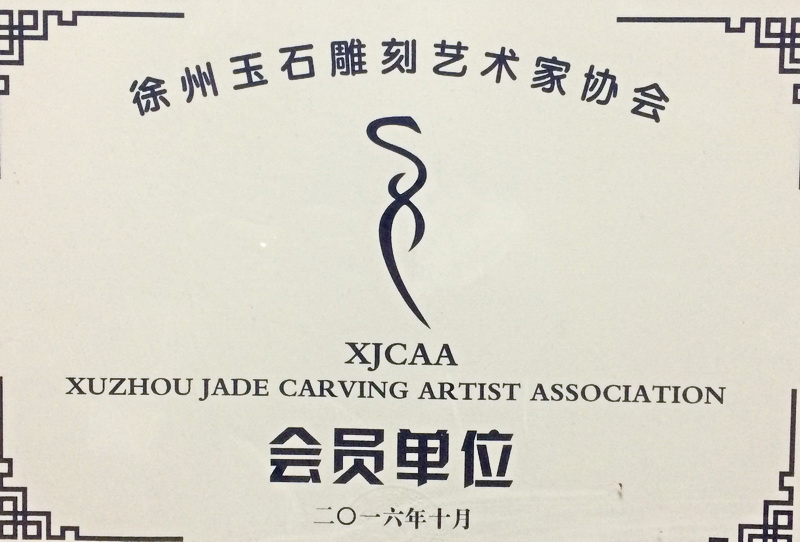 徐州玉石雕刻艺术家协会
XJCAA
XUZHOU JADE CARVING ARTIST ASSOCIATION
会员单位
二〇一六年十月